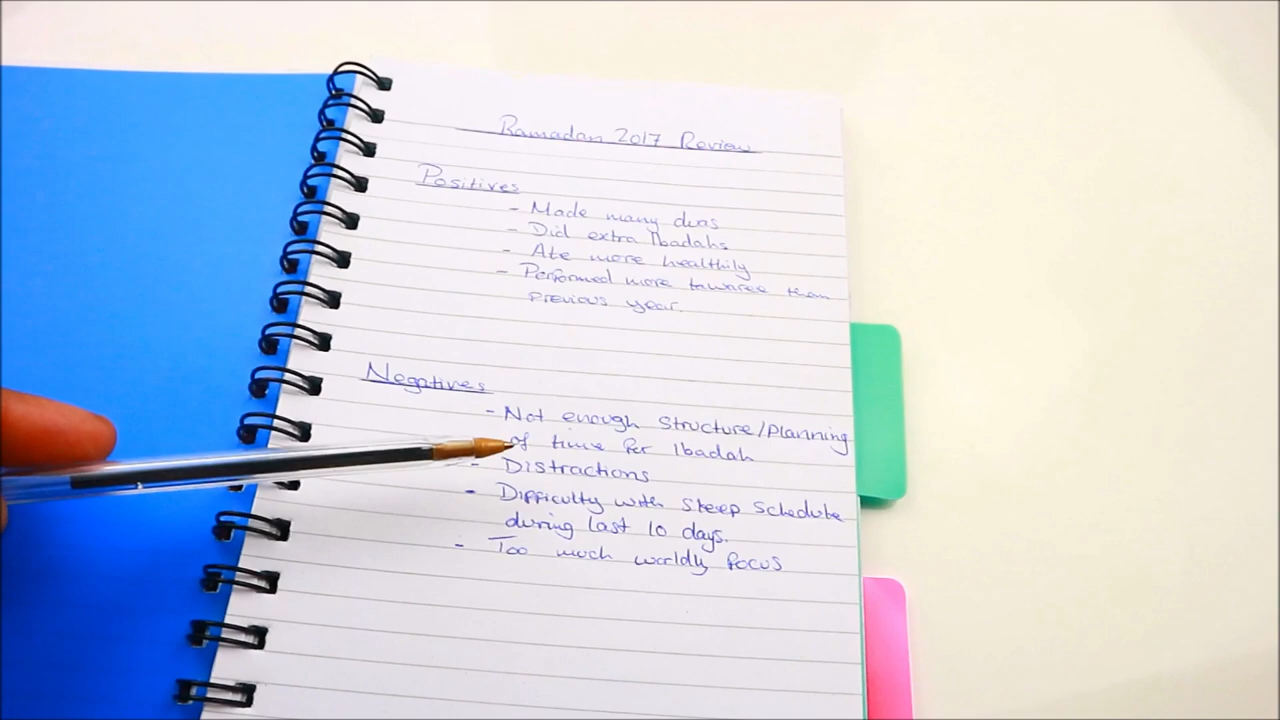 Ramadan 2017 Review
Positives
- Made many duas
- Did extra Ibadahs
- Ate more healthily
- Performed more tawaree than
previous year.
Negatives
- Not enough structure/planning
of time for Ibadah
- Distractions
- Difficulty with sleep schedule
during last 10 days.
- Too much worldly focus